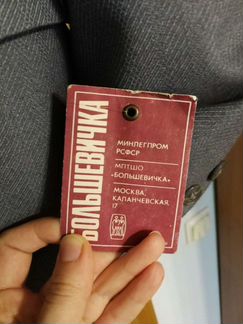 БОЛЬШЕВИЧКА
МИНЛЕГПРОМ
РСФСР
МПТШО
«БОЛЬШЕВИЧКА»
МОСКВА,
КАЛАНЧЕВСКАЯ,
17